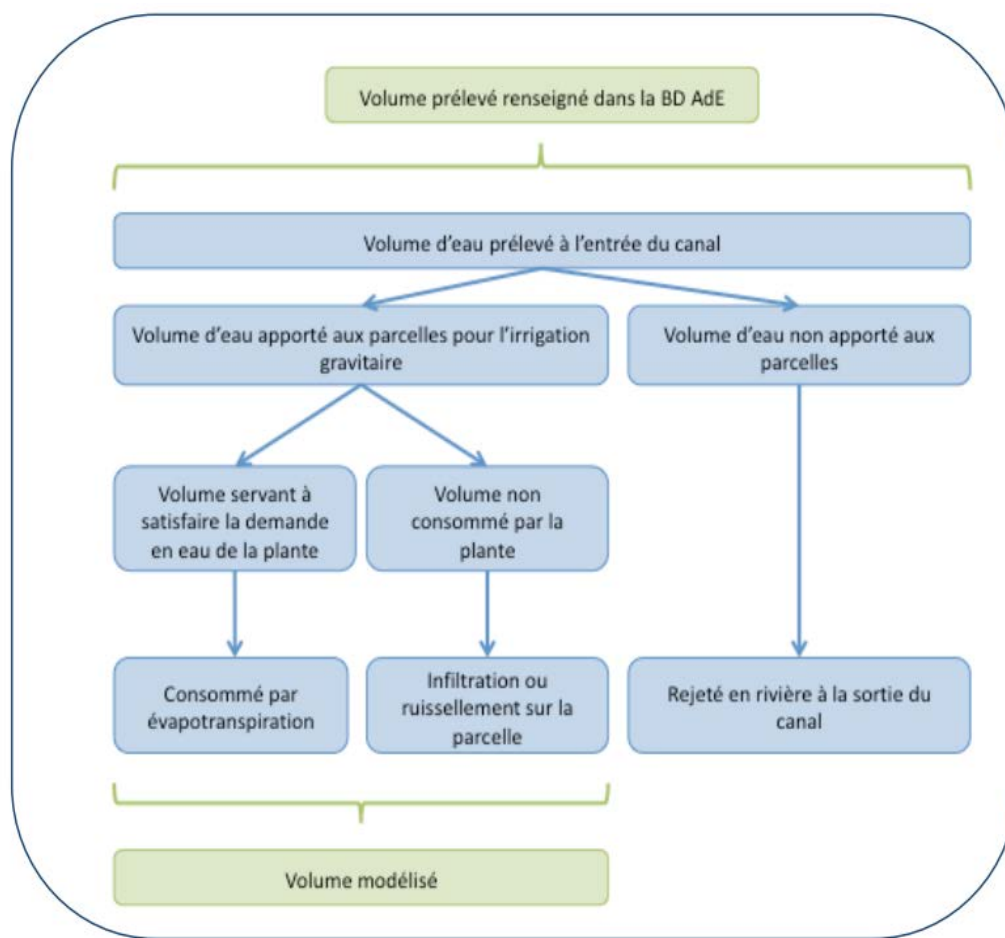 Volume prélevé renseigné dans la BD AdE
Volume d'eau prélevé à l'entrée du canal
Volume d'eau apporté aux parcelles pour l'irrigation
gravitaire
Volume d'eau non apporté aux
parcelles
Volume servant à
satisfaire la demande
en eau de la plante
Volume non
consommé par la
plante
Consommé par
évapotranspiration
Infiltration ou
ruissellement sur la
parcelle
Rejeté en rivière à la sortie du
canal
Volume modélisé